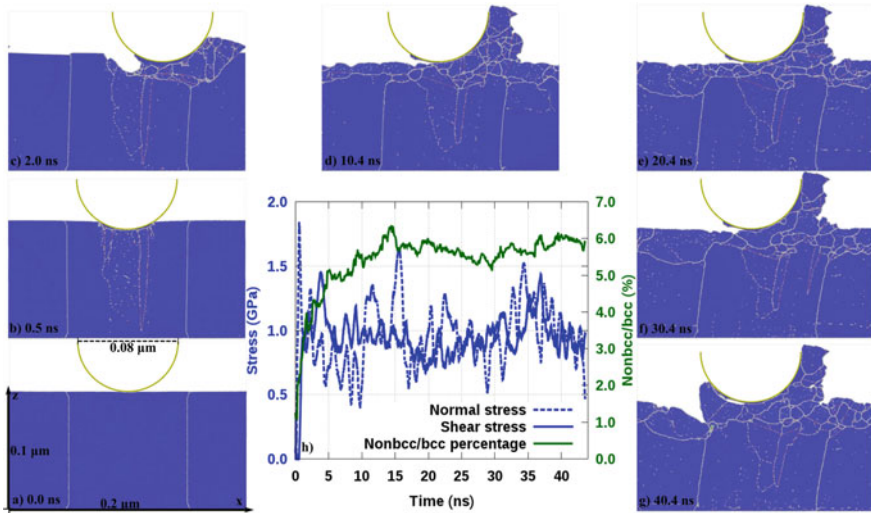 c) 2.0 ns
d) 10.4 ns
e) 20.4 ns
b) 0.5 ns
0.08 µm
z
0.1 µm
a) 0.0 ns
0.2 µm
x
2.0
1.5
1.0
0.5
0.0
Stress (GPa)
7.0
6.0
5.0
4.0
3.0
2.0
1.0
0.0
Nonbcc/bcc (%)
Normal stress
Shear stress
Nonbcc/bcc percentage
h)
0 5 10 15 20 25 30 35 40
Time (ns)
f) 30.4 ns
g) 40.4 ns